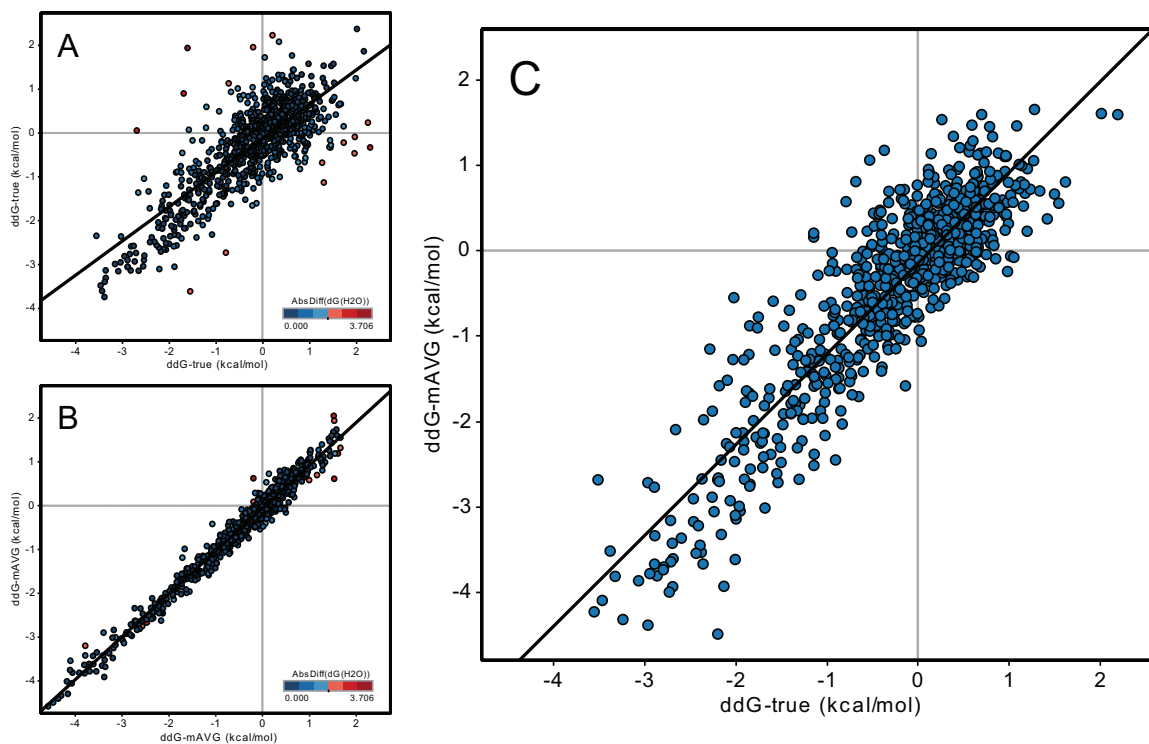 A
2
1
0
-1
-2
-3
-4
ddG-true (kcal/mol)
AbsDiff(dG(H2O))
0.000 3.706
-4 -3 -2 -1 0 1 2
ddG-true (kcal/mol)
B
2
1
0
-1
-2
-3
-4
ddG-mAVG (kcal/mol)
AbsDiff(dG(H2O))
0.000 3.706
-4 -3 -2 -1 0 1 2
ddG-mAVG (kcal/mol)
C
2
1
0
-1
-2
-3
-4
ddG-mAVG (kcal/mol)
-4 -3 -2 -1 0 1 2
ddG-true (kcal/mol)